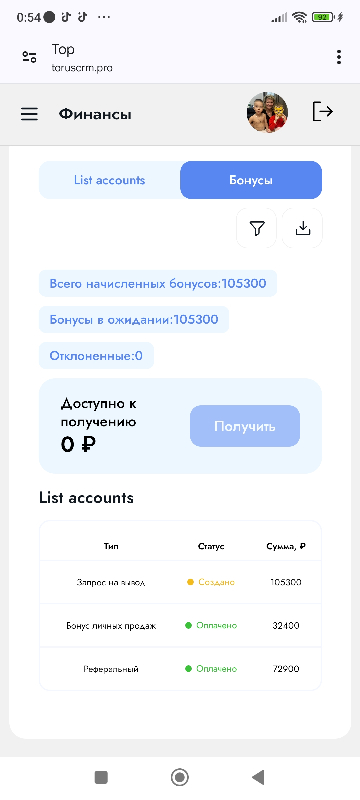 0:54
92
Top
toruscrm.pro
Финансы
List accounts
Бонусы
Всего начисленных бонусов:105300
Бонусы в ожидании:105300
Отклоненные:0
Доступно к
получению
0 ₽
Получить
List accounts
Тип Статус Сумма, ₽
Запрос на вывод Создано 105300
Бонус личных продаж Оплачено 32400
Реферальный Оплачено 72900